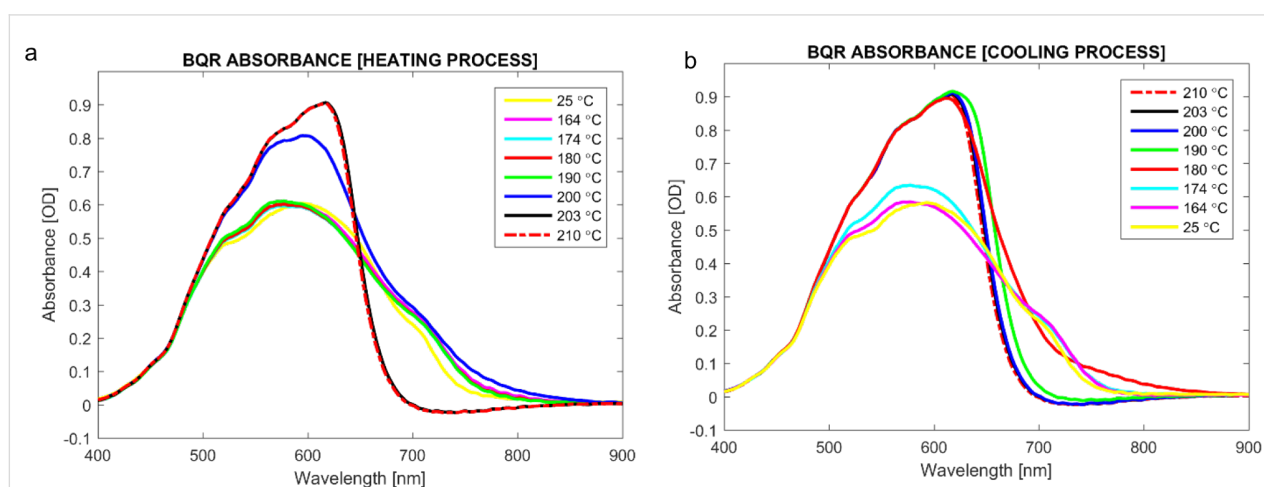 a
BQR ABSORBANCE [HEATING PROCESS]
Absorbance [OD]
0.9
0.8
0.7
0.6
0.5
0.4
0.3
0.2
0.1
0
-0.1
25 °C
164 °C
174 °C
180 °C
190 °C
200 °C
203 °C
210 °C
400 500 600 700 800 900
Wavelength [nm]
b
BQR ABSORBANCE [COOLING PROCESS]
Absorbance [OD]
0.9
0.8
0.7
0.6
0.5
0.4
0.3
0.2
0.1
0
-0.1
210 °C
203 °C
200 °C
190 °C
180 °C
174 °C
164 °C
25 °C
400 500 600 700 800 900
Wavelength [nm]